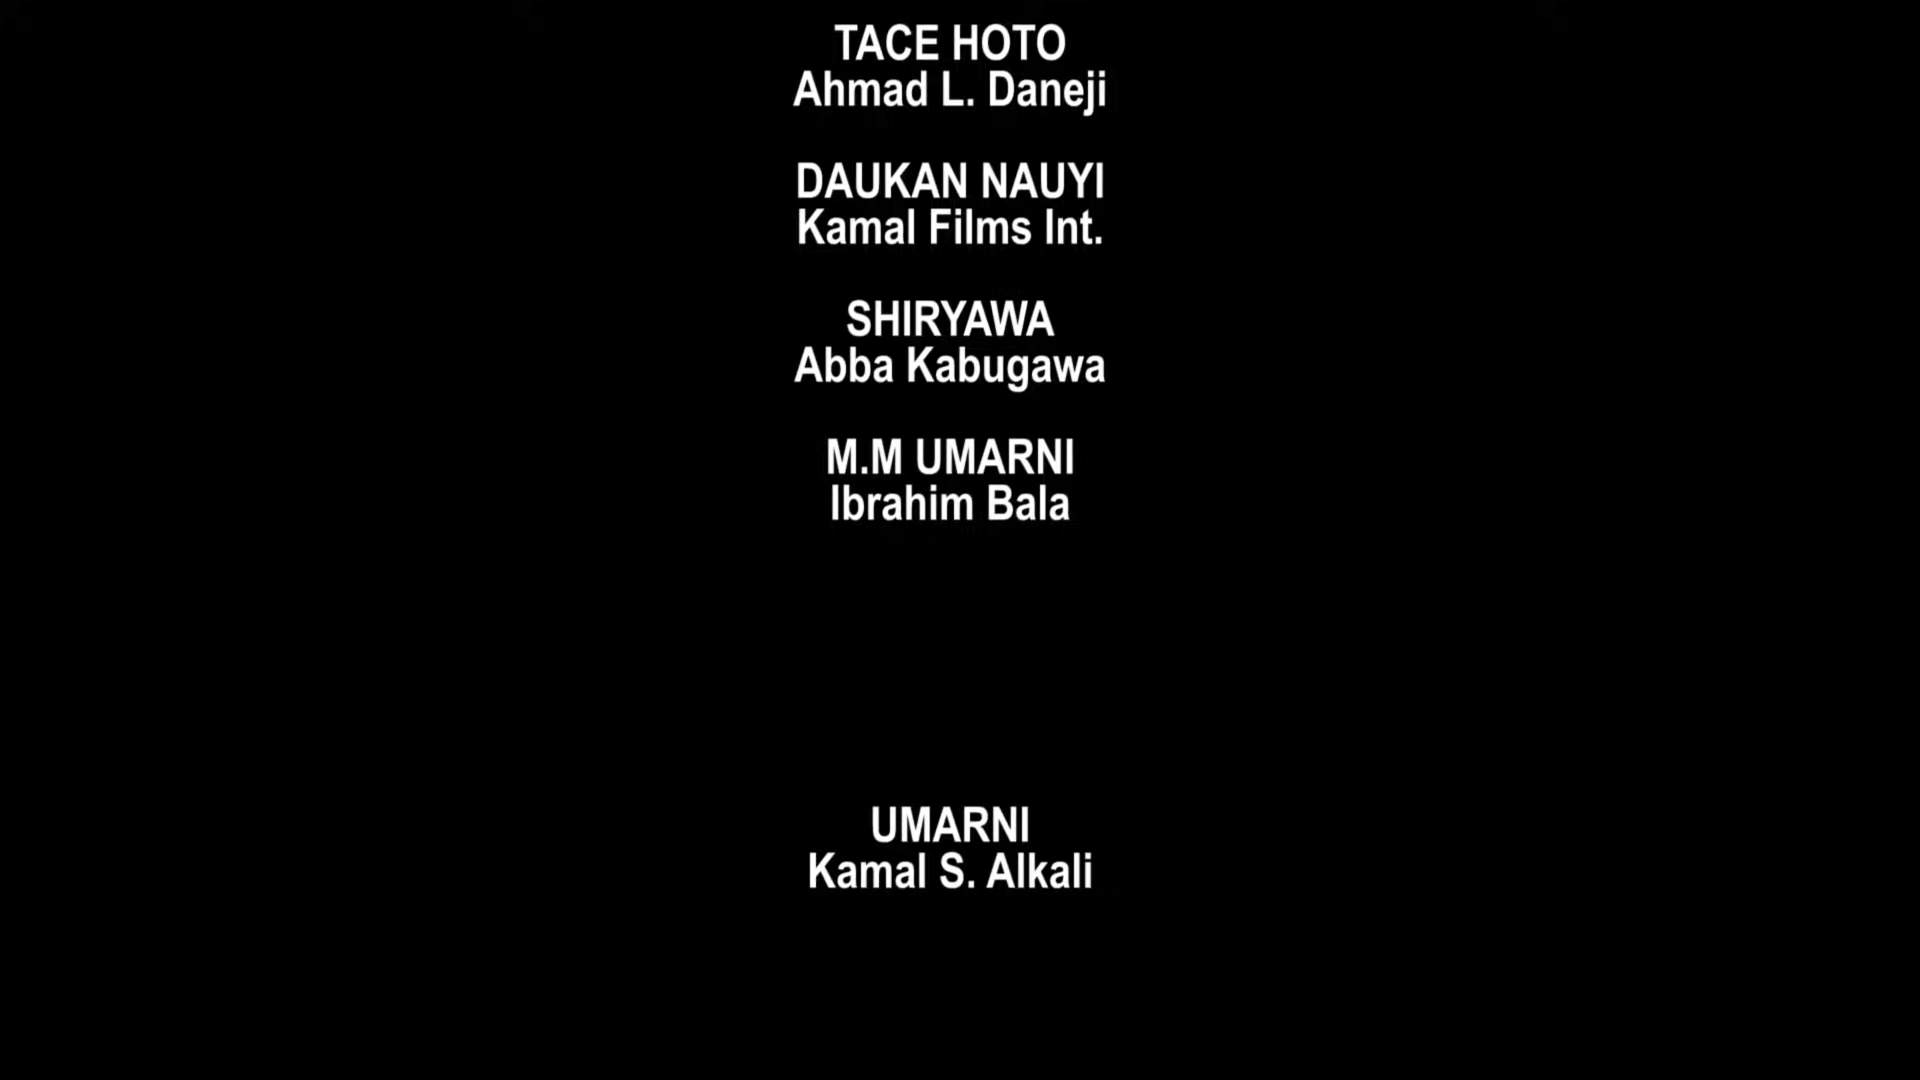 TACE HOTO
Ahmad L. Daneji
DAUKAN NAUYI
Kamal Films Int.
SHIRYAWA
Abba Kabugawa
M.M UMARNI
Ibrahim Bala
UMARNI
Kamal S. Alkali